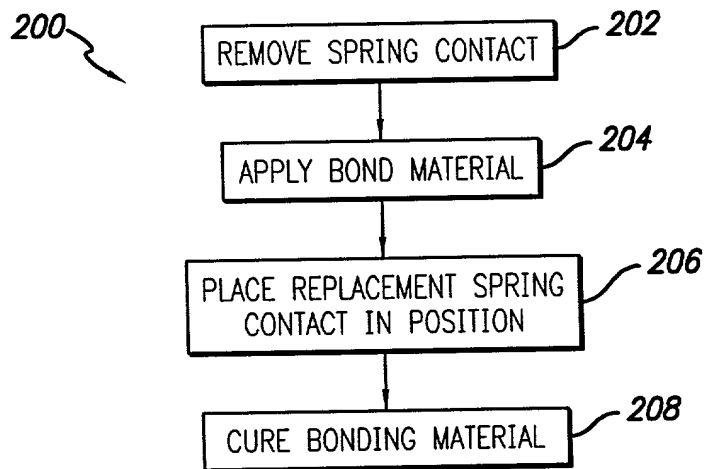 200
REMOVE SPRING CONTACT
202
APPLY BOND MATERIAL
204
PLACE REPLACEMENT SPRING
CONTACT IN POSITION
206
CURE BONDING MATERIAL
208